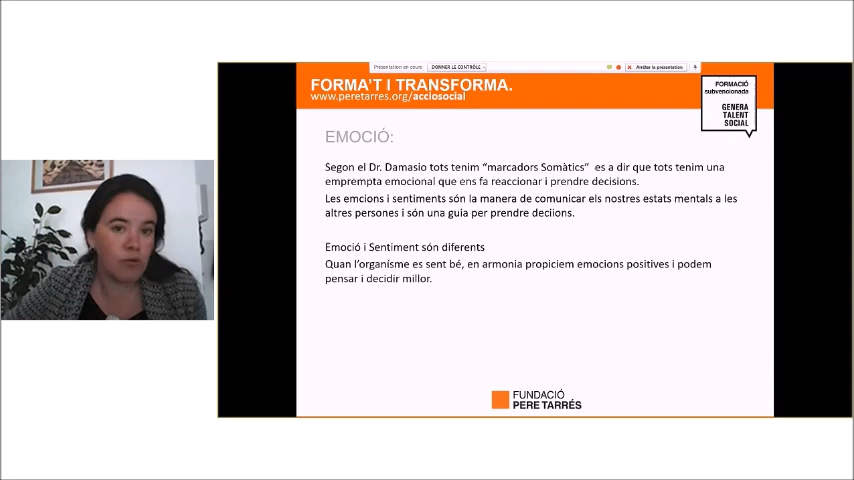 Présentation en cours
DONNER LE CONTRÔLE
Arrêter la présentation
FORMA'T I TRANSFORMA.
www.peretarres.org/acciosocial
FORMACIÓ
subvencionada
GENERA
TALENT
SOCIAL
EMOCIÓ:
Segon el Dr. Damasio tots tenim “marcadors Somàtics” es a dir que tots tenim una
emprempta emocional que ens fa reaccionar i prendre decisions.
Les emcions i sentiments són la manera de comunicar els nostres estats mentals a les
altres persones i són una guia per prendre deciions.
Emoció i Sentiment són diferents
Quan l’organísme es sent bé, en armonia propiciem emocions positives i podem
pensar i decidir millor.
FUNDACIÓ
PERE TARRÉS